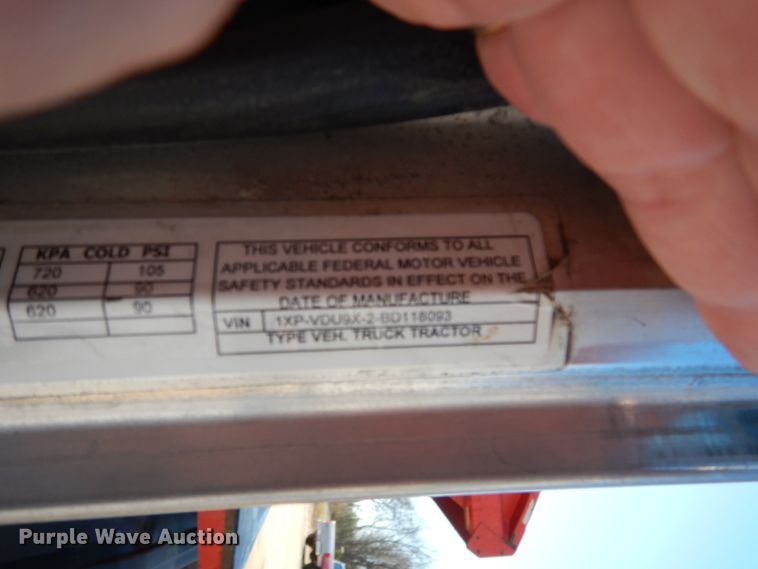 KPA COLD PSI
720 105
620 90
620 90
THIS VEHICLE CONFORMS TO ALL
APPLICABLE FEDERAL MOTOR VEHICLE
SAFETY STANDARDS IN EFFECT ON THE
DATE OF MANUFACTURE
VIN 1XP-VDU9X-2-BD118093
TYPE VEH. TRUCK TRACTOR
Purple Wave Auction